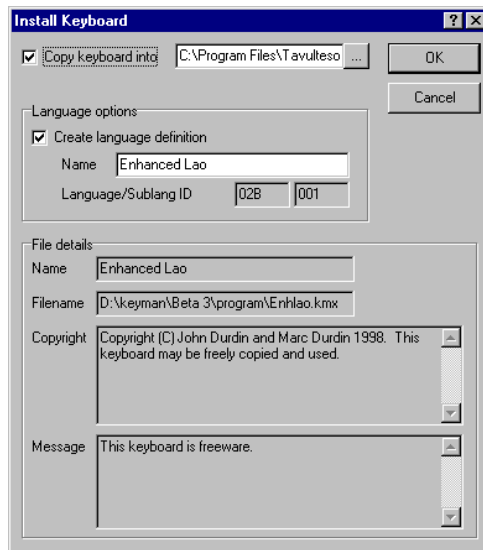 Install Keyboard
Copy keyboard into C:\Program Files\Tavulteso ... OK
Cancel
Language options
Create language definition
Name Enhanced Lao
Language/Sublang ID 02B 001
File details
Name Enhanced Lao
Filename D:\keyman\Beta 3\program\Enhlao.kmx
Copyright Copyright (C) John Durdin and Marc Durdin 1998. This
keyboard may be freely copied and used.
Message This keyboard is freeware.